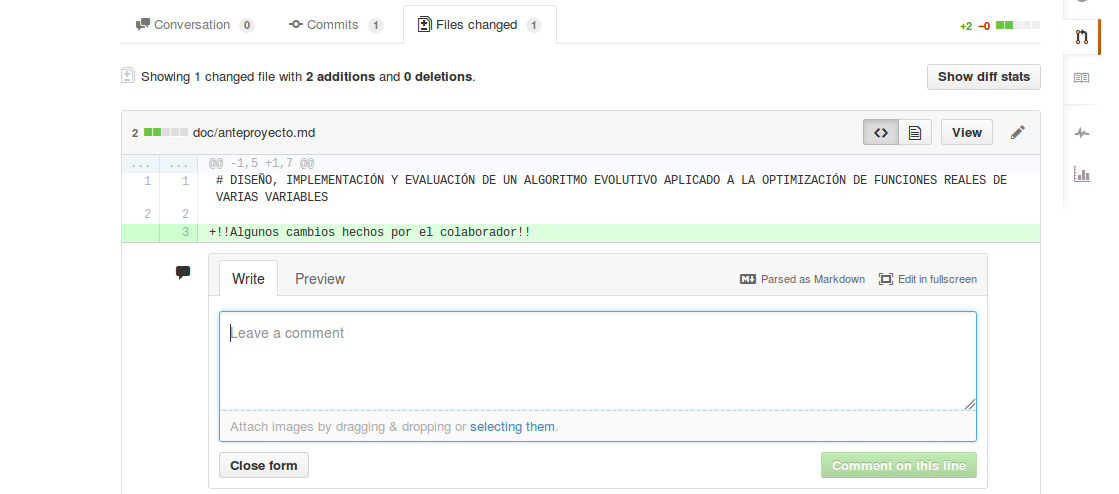 Conversation 0 Commits 1 Files changed 1 +2 −0
Showing 1 changed file with 2 additions and 0 deletions. Show diff stats
2 doc/anteproyecto.md View
... ... @@ -1,5 +1,7 @@
1 1 # DISEÑO, IMPLEMENTACIÓN Y EVALUACIÓN DE UN ALGORITMO EVOLUTIVO APLICADO A LA OPTIMIZACIÓN DE FUNCIONES REALES DE
VARIAS VARIABLES
2 2
3 +!!Algunos cambios hechos por el colaborador!!
Write Preview Parsed as Markdown Edit in fullscreen
Leave a comment
Attach images by dragging & dropping or selecting them.
Close form Comment on this line